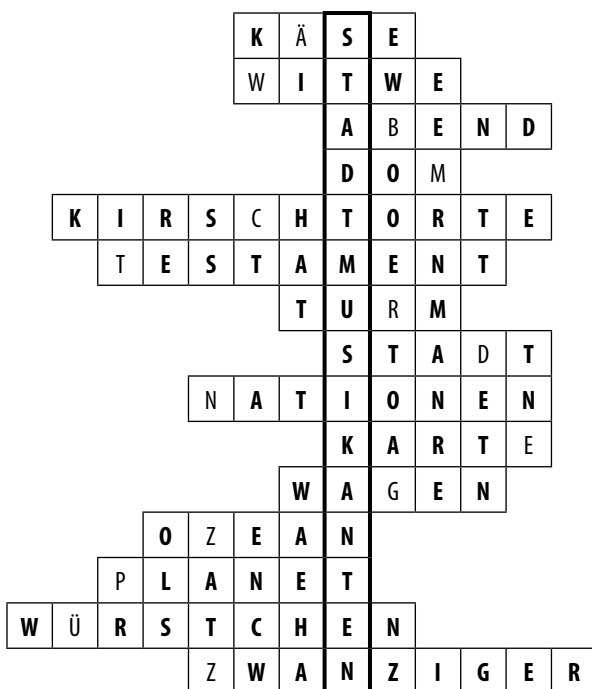 KÄSE
WITWE
ABEND
DOM
KIRSCHTORTE
TESTAMENT
TURM
STADT
NATIONEN
KARTE
WAGEN
OZEAN
PLANET
WÜRSTCHEN
ZWANZIGER